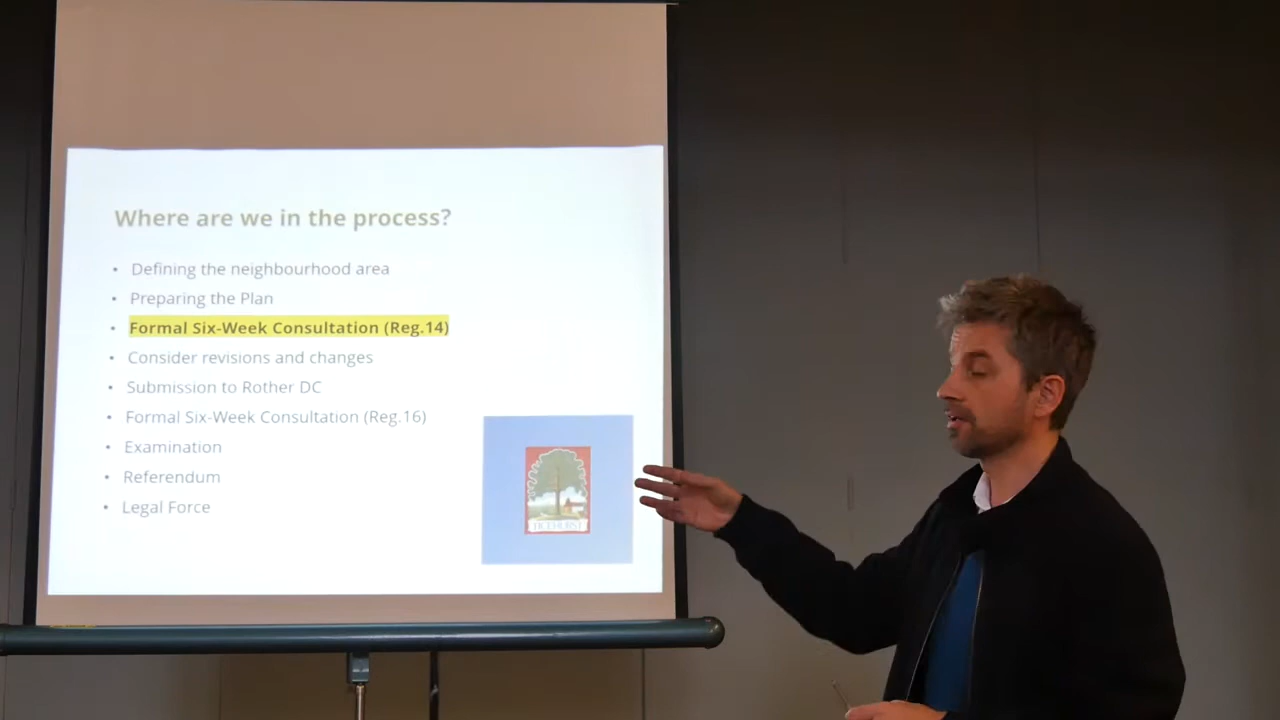 Where are we in the process?
• Defining the neighbourhood area
• Preparing the Plan
• Formal Six-Week Consultation (Reg.14)
• Consider revisions and changes
• Submission to Rother DC
• Formal Six-Week Consultation (Reg.16)
• Examination
• Referendum
• Legal Force
TICEHURST